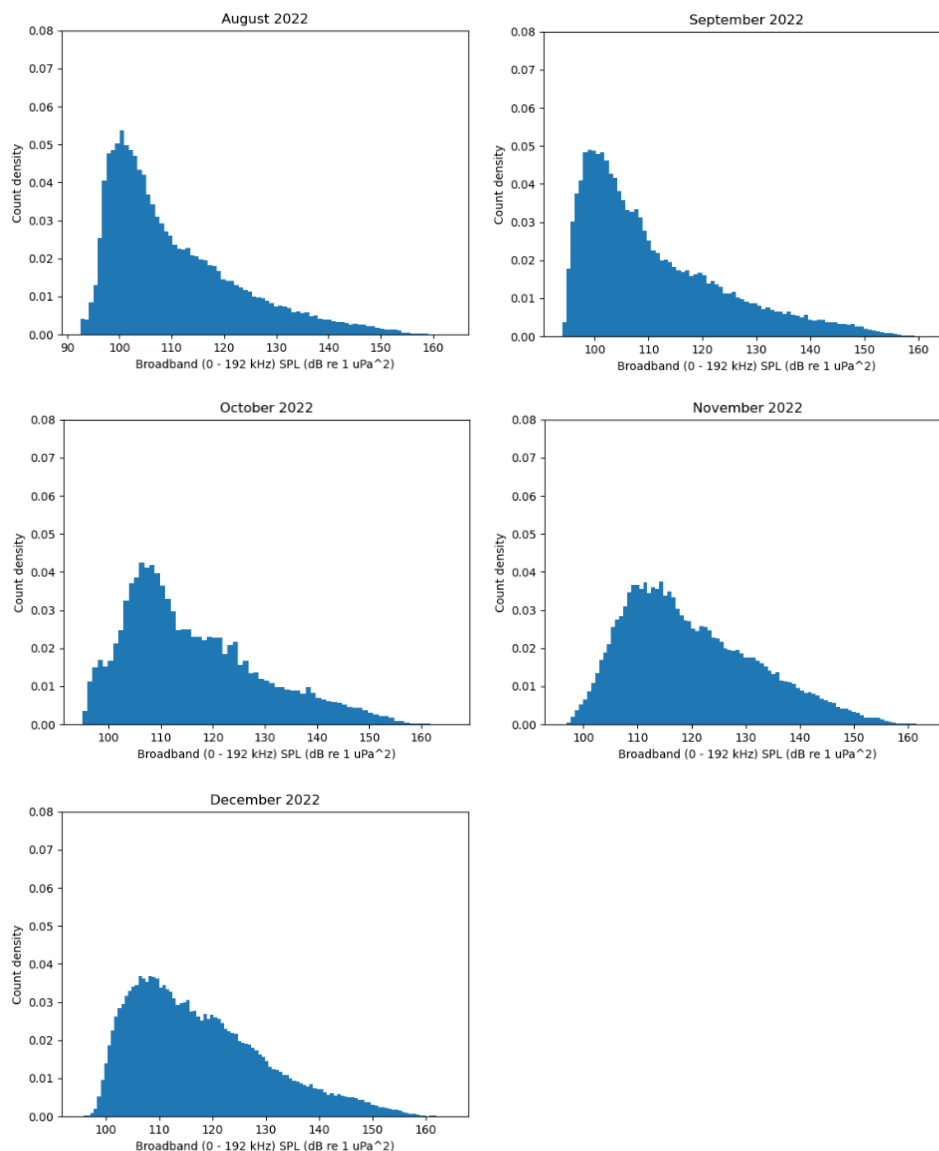 August 2022
0.08
0.07
0.06
0.05
0.04
0.03
0.02
0.01
0.00
Count density
90 100 110 120 130 140 150 160
Broadband (0 - 192 kHz) SPL (dB re 1 uPa^2)
September 2022
0.08
0.07
0.06
0.05
0.04
0.03
0.02
0.01
0.00
Count density
100 110 120 130 140 150 160
Broadband (0 - 192 kHz) SPL (dB re 1 uPa^2)
October 2022
0.08
0.07
0.06
0.05
0.04
0.03
0.02
0.01
0.00
Count density
100 110 120 130 140 150 160
Broadband (0 - 192 kHz) SPL (dB re 1 uPa^2)
November 2022
0.08
0.07
0.06
0.05
0.04
0.03
0.02
0.01
0.00
Count density
100 110 120 130 140 150 160
Broadband (0 - 192 kHz) SPL (dB re 1 uPa^2)
December 2022
0.08
0.07
0.06
0.05
0.04
0.03
0.02
0.01
0.00
Count density
100 110 120 130 140 150 160
Broadband (0 - 192 kHz) SPL (dB re 1 uPa^2)